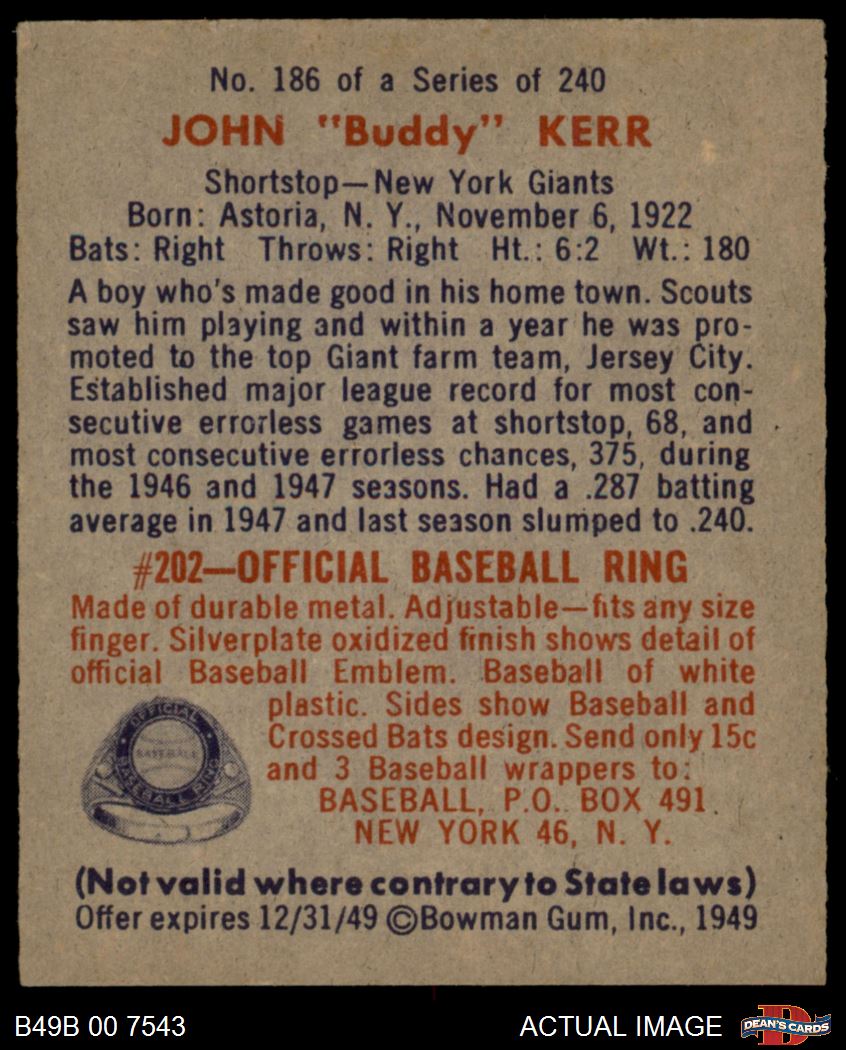 No. 186 of a Series of 240
JOHN "Buddy" KERR
Shortstop—New York Giants
Born: Astoria, N. Y., November 6, 1922
Bats: Right Throws: Right Ht.: 6:2 Wt.: 180
A boy who's made good in his home town. Scouts
saw him playing and within a year he was pro-
moted to the top Giant farm team, Jersey City.
Established major league record for most con-
secutive errorless games at shortstop, 68, and
most consecutive errorless chances, 375, during
the 1946 and 1947 seasons. Had a .287 batting
average in 1947 and last season slumped to .240.
#202—OFFICIAL BASEBALL RING
Made of durable metal. Adjustable—fits any size
finger. Silverplate oxidized finish shows detail of
official Baseball Emblem. Baseball of white
plastic. Sides show Baseball and
Crossed Bats design. Send only 15c
and 3 Baseball wrappers to:
BASEBALL, P.O. BOX 491
NEW YORK 46, N. Y.
OFFICIAL
BASEBALL
BASEBALL RING
(Not valid where contrary to State laws)
Offer expires 12/31/49 ©Bowman Gum, Inc., 1949
B49B 00 7543
ACTUAL IMAGE
DEAN'S CARDS